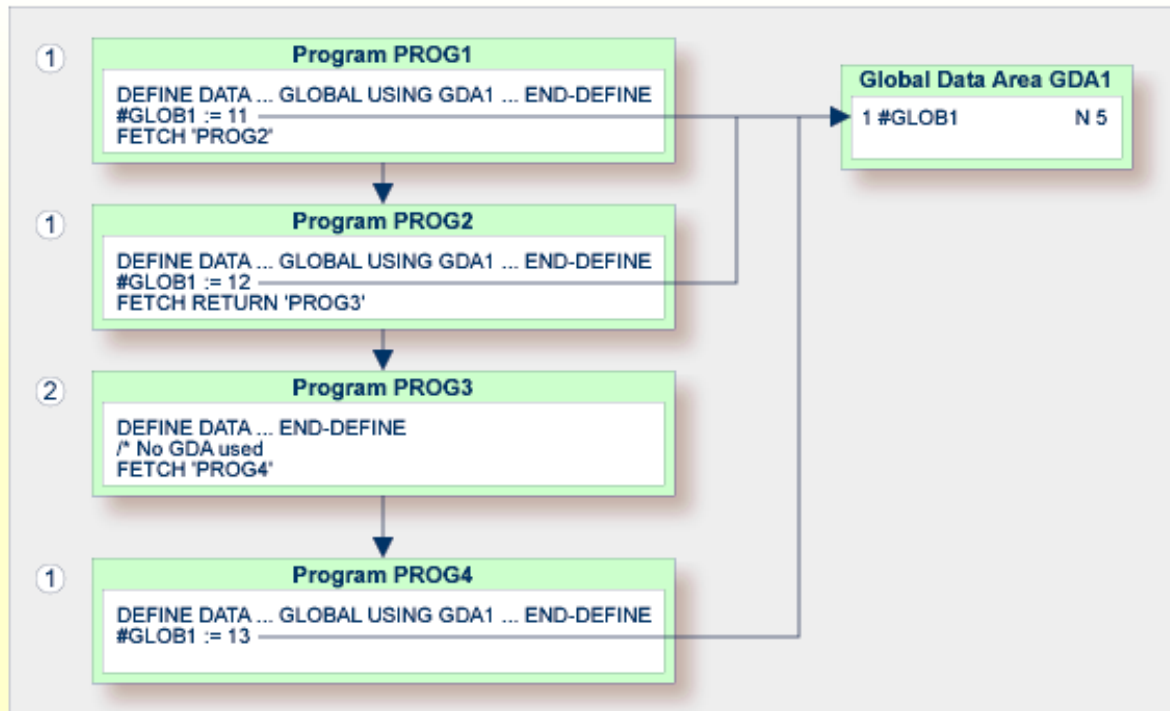 1
Program PROG1
DEFINE DATA ... GLOBAL USING GDA1 ... END-DEFINE
#GLOB1 := 11
FETCH 'PROG2'
Global Data Area GDA1
1 #GLOB1 N 5
1
Program PROG2
DEFINE DATA ... GLOBAL USING GDA1 ... END-DEFINE
#GLOB1 := 12
FETCH RETURN 'PROG3'
2
Program PROG3
DEFINE DATA ... END-DEFINE
/* No GDA used
FETCH 'PROG4'
1
Program PROG4
DEFINE DATA ... GLOBAL USING GDA1 ... END-DEFINE
#GLOB1 := 13